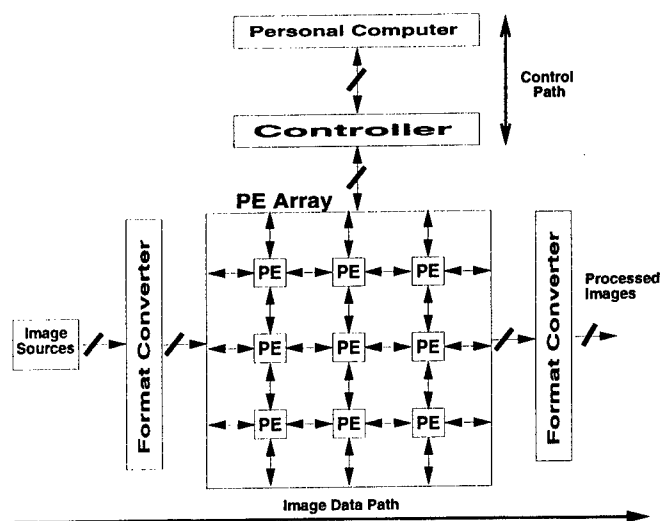 Personal Computer
Control
Path
Controller
PE Array
Format Converter
Format Converter
PE PE PE
Processed
Images
Image
Sources
PE PE PE
PE PE PE
Image Data Path